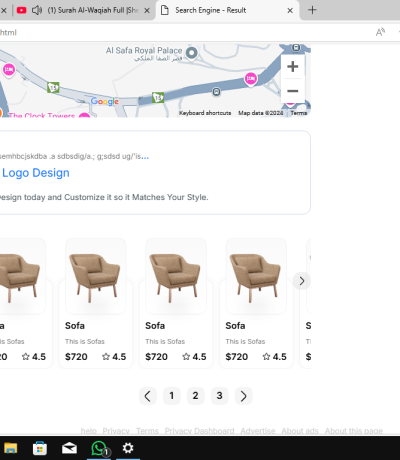 (1) Surah Al-Waqiah Full
Search Engine - Result
html
Al Safa Royal Palace
قصر الصفا الملكي
Google
The Clock Towers
Keyboard shortcuts Map data ©2024 Terms
semhbcjskdba .a sdbsdig/a.; g;sdsd ug/'is...
Logo Design
Design today and Customize it so it Matches Your Style.
a Sofa Sofa Sofa S
Sofas This is Sofas This is Sofas This is Sofas
20 4.5 $720 4.5 $720 4.5 $720 4.5 $
1 2 3
help Privacy Terms Privacy Dashboard Advertise About ads About this page
1